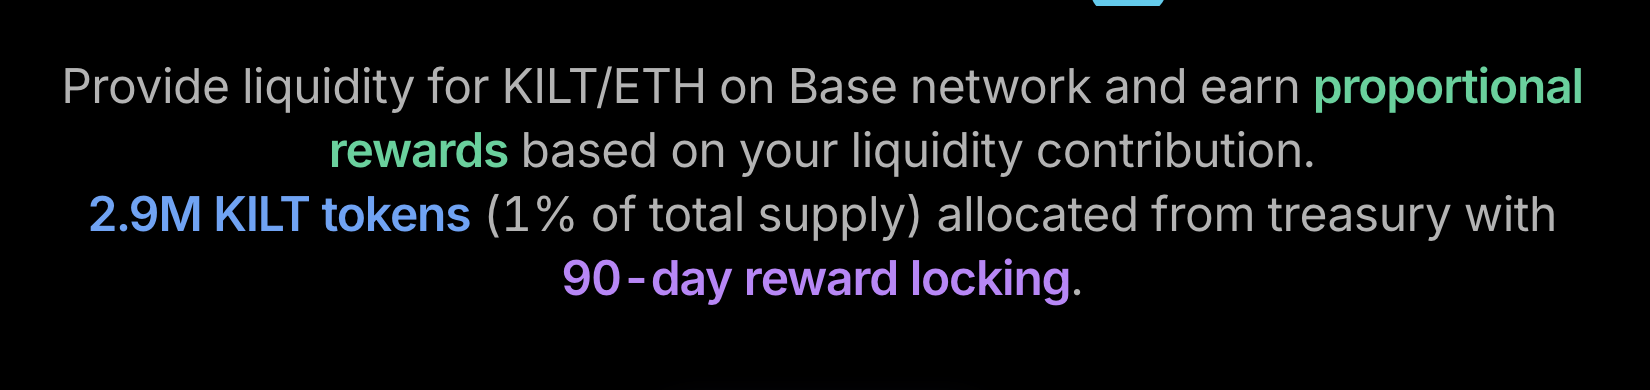 Provide liquidity for KILT/ETH on Base network and earn proportional
rewards based on your liquidity contribution.
2.9M KILT tokens (1% of total supply) allocated from treasury with
90-day reward locking.